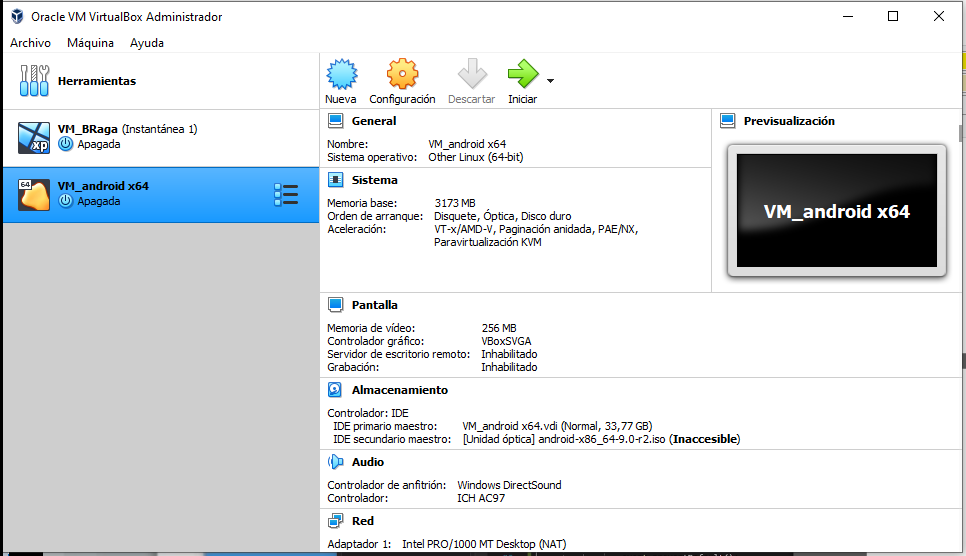 Oracle VM VirtualBox Administrador
Archivo Máquina Ayuda
Herramientas
VM_BRaga (Instantánea 1)
Apagada
xp
64
VM_android x64
Apagada
Nueva Configuración Descartar Iniciar
General
Nombre: VM_android x64
Sistema operativo: Other Linux (64-bit)
Sistema
Memoria base: 3173 MB
Orden de arranque: Disquete, Óptica, Disco duro
Aceleración: VT-x/AMD-V, Paginación anidada, PAE/NX,
Paravirtualización KVM
Previsualización
VM_android x64
Pantalla
Memoria de vídeo: 256 MB
Controlador gráfico: VBoxSVGA
Servidor de escritorio remoto: Inhabilitado
Grabación: Inhabilitado
Almacenamiento
Controlador: IDE
IDE primario maestro: VM_android x64.vdi (Normal, 33,77 GB)
IDE secundario maestro: [Unidad óptica] android-x86_64-9.0-r2.iso (Inaccesible)
Audio
Controlador de anfitrión: Windows DirectSound
Controlador: ICH AC97
Red
Adaptador 1: Intel PRO/1000 MT Desktop (NAT)